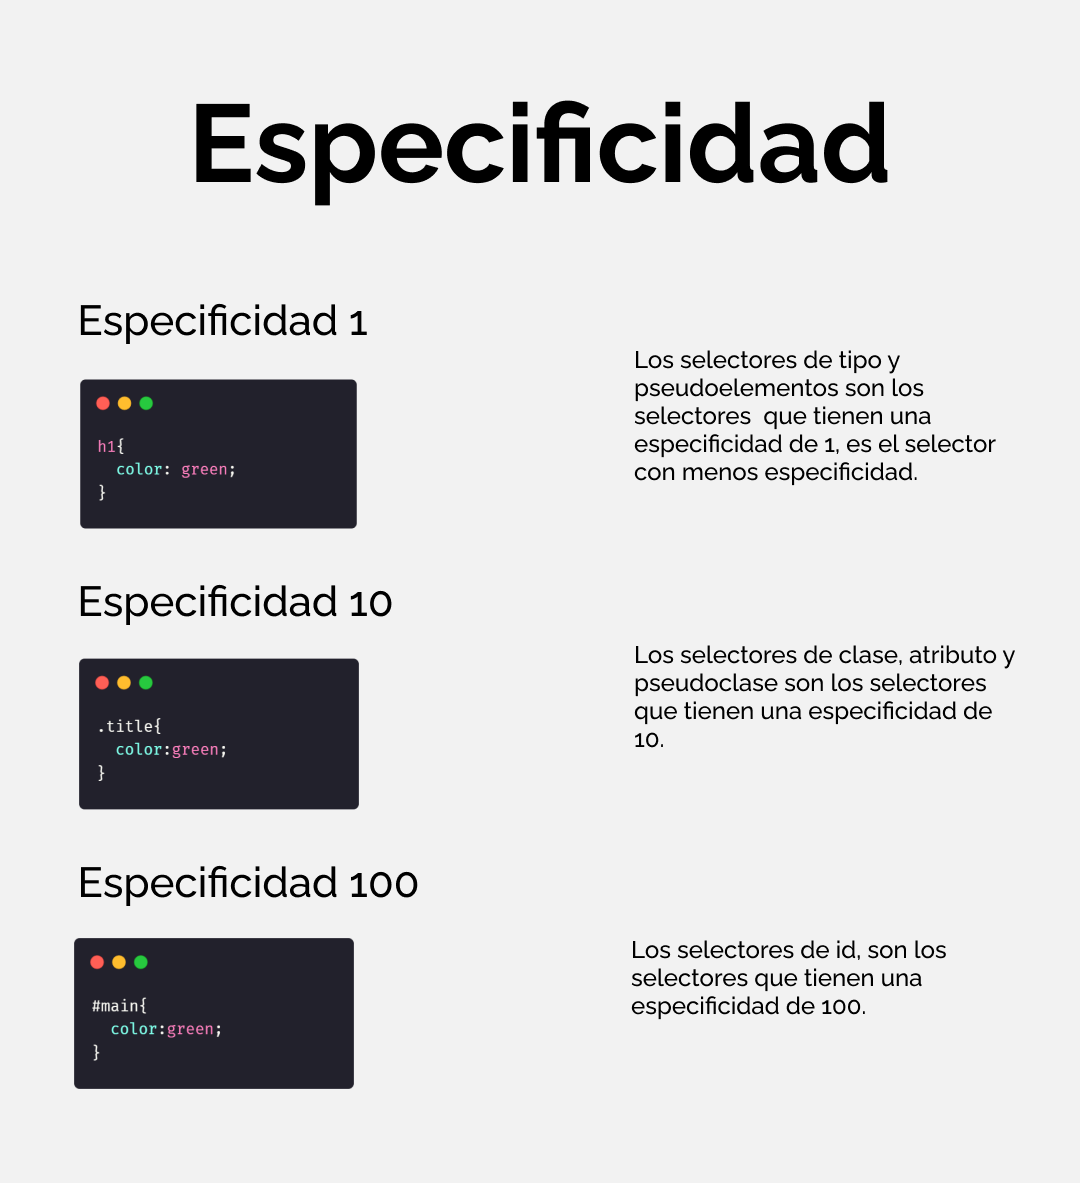 Especificidad
Especificidad 1
h1{
  color: green;
}
Los selectores de tipo y
pseudoelementos son los
selectores  que tienen una
especificidad de 1, es el selector
con menos especificidad.
Especificidad 10
.title{
  color:green;
}
Los selectores de clase, atributo y
pseudoclase son los selectores
que tienen una especificidad de
10.
Especificidad 100
#main{
  color:green;
}
Los selectores de id, son los
selectores que tienen una
especificidad de 100.